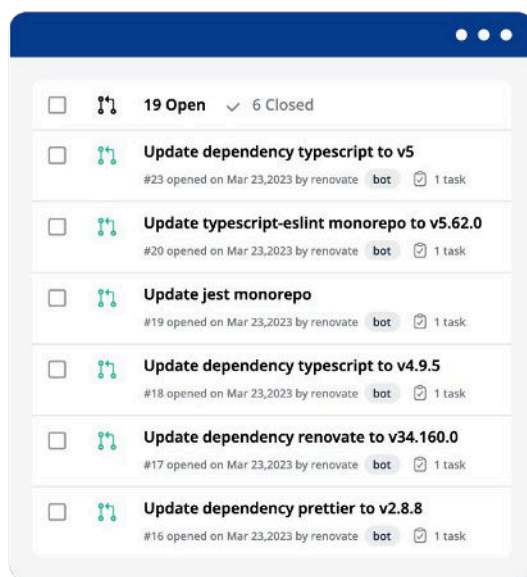 19 Open 6 Closed
Update dependency typescript to v5
#23 opened on Mar 23,2023 by renovate bot 1 task
Update typescript-eslint monorepo to v5.62.0
#20 opened on Mar 23,2023 by renovate bot 1 task
Update jest monorepo
#19 opened on Mar 23,2023 by renovate bot 1 task
Update dependency typescript to v4.9.5
#18 opened on Mar 23,2023 by renovate bot 1 task
Update dependency renovate to v34.160.0
#17 opened on Mar 23,2023 by renovate bot 1 task
Update dependency prettier to v2.8.8
#16 opened on Mar 23,2023 by renovate bot 1 task